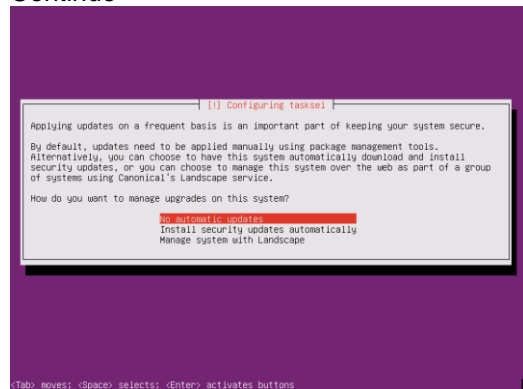 Continue
[!] Configuring tasksel
Applying updates on a frequent basis is an important part of keeping your system secure.
By default, updates need to be applied manually using package management tools.
Alternatively, you can choose to have this system automatically download and install
security updates, or you can choose to manage this system over the web as part of a group
of systems using Canonical's Landscape service.
How do you want to manage upgrades on this system?
No automatic updates
Install security updates automatically
Manage system with Landscape
<Tab> moves; <Space> selects; <Enter> activates buttons